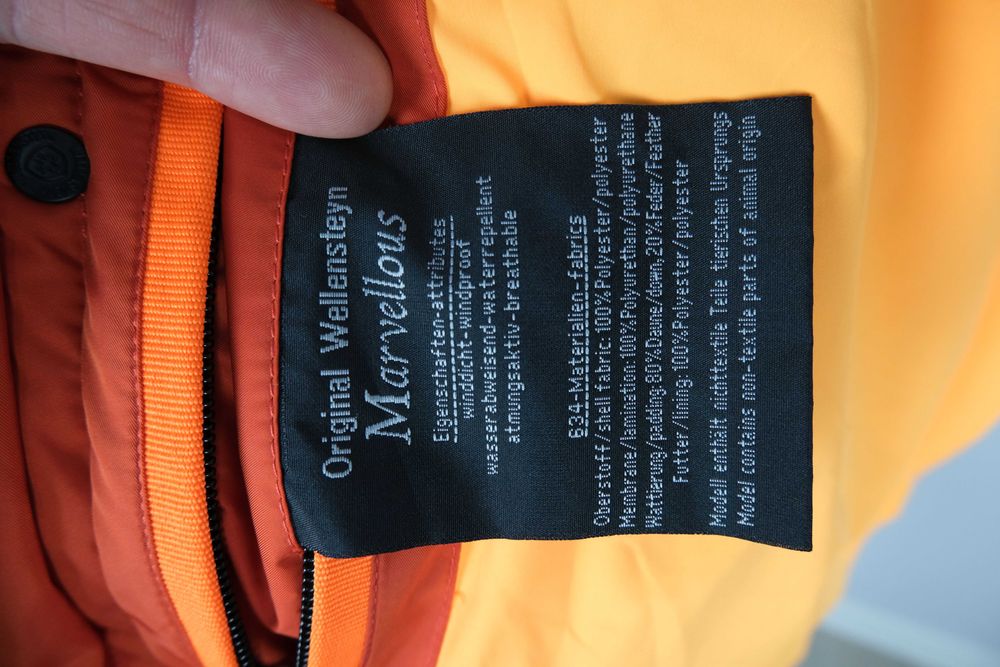 Original Wellensteyn
Marvellous
Eigenschaften-attributes
winddicht-windproof
wasserabweisend-waterrepellent
atmungsaktiv-breathable
B34-Materialien-fabrics
Oberstoff/shell fabric:100%Polyester/polyester
Membrane/lamination:100%Polyurethan/polyurethane
Wattierung/padding:80%Daune/down,20%Feder/Feather
Futter/lining:100%Polyester/polyester
Modell enthält nichttextile Teile tierischen Ursprungs
Model contains non-textile parts of animal origin